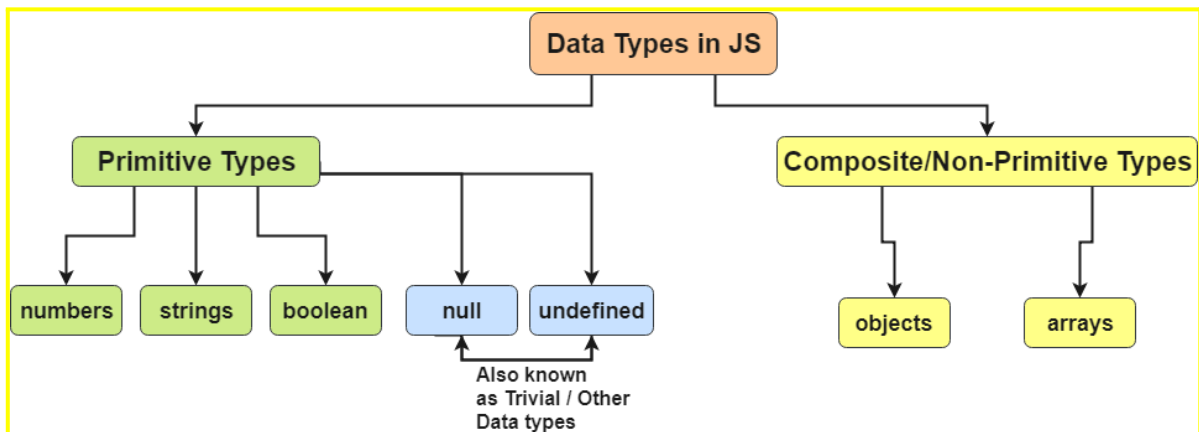 Data Types in JS
Primitive Types
Composite/Non-Primitive Types
numbers
strings
boolean
null
undefined
objects
arrays
Also known
as Trivial / Other
Data types